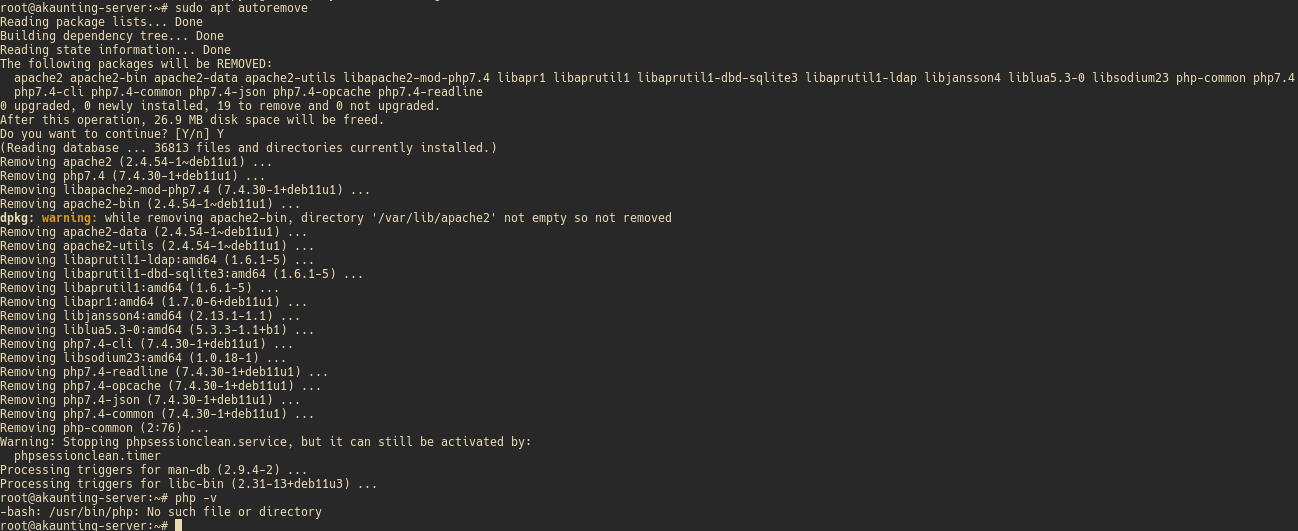 root@akaunting-server:~# sudo apt autoremove
Reading package lists... Done
Building dependency tree... Done
Reading state information... Done
The following packages will be REMOVED:
  apache2 apache2-bin apache2-data apache2-utils libapache2-mod-php7.4 libapr1 libaprutil1 libaprutil1-dbd-sqlite3 libaprutil1-ldap libjansson4 liblua5.3-0 libsodium23 php-common php7.4
  php7.4-cli php7.4-common php7.4-json php7.4-opcache php7.4-readline
0 upgraded, 0 newly installed, 19 to remove and 0 not upgraded.
After this operation, 26.9 MB disk space will be freed.
Do you want to continue? [Y/n] Y
(Reading database ... 36813 files and directories currently installed.)
Removing apache2 (2.4.54-1~deb11u1) ...
Removing php7.4 (7.4.30-1+deb11u1) ...
Removing libapache2-mod-php7.4 (7.4.30-1+deb11u1) ...
Removing apache2-bin (2.4.54-1~deb11u1) ...
dpkg: warning: while removing apache2-bin, directory '/var/lib/apache2' not empty so not removed
Removing apache2-data (2.4.54-1~deb11u1) ...
Removing apache2-utils (2.4.54-1~deb11u1) ...
Removing libaprutil1-ldap:amd64 (1.6.1-5) ...
Removing libaprutil1-dbd-sqlite3:amd64 (1.6.1-5) ...
Removing libaprutil1:amd64 (1.6.1-5) ...
Removing libapr1:amd64 (1.7.0-6+deb11u1) ...
Removing libjansson4:amd64 (2.13.1-1.1) ...
Removing liblua5.3-0:amd64 (5.3.3-1.1+b1) ...
Removing php7.4-cli (7.4.30-1+deb11u1) ...
Removing libsodium23:amd64 (1.0.18-1) ...
Removing php7.4-readline (7.4.30-1+deb11u1) ...
Removing php7.4-opcache (7.4.30-1+deb11u1) ...
Removing php7.4-json (7.4.30-1+deb11u1) ...
Removing php7.4-common (7.4.30-1+deb11u1) ...
Removing php-common (2:76) ...
Warning: Stopping phpsessionclean.service, but it can still be activated by:
  phpsessionclean.timer
Processing triggers for man-db (2.9.4-2) ...
Processing triggers for libc-bin (2.31-13+deb11u3) ...
root@akaunting-server:~# php -v
-bash: /usr/bin/php: No such file or directory
root@akaunting-server:~#